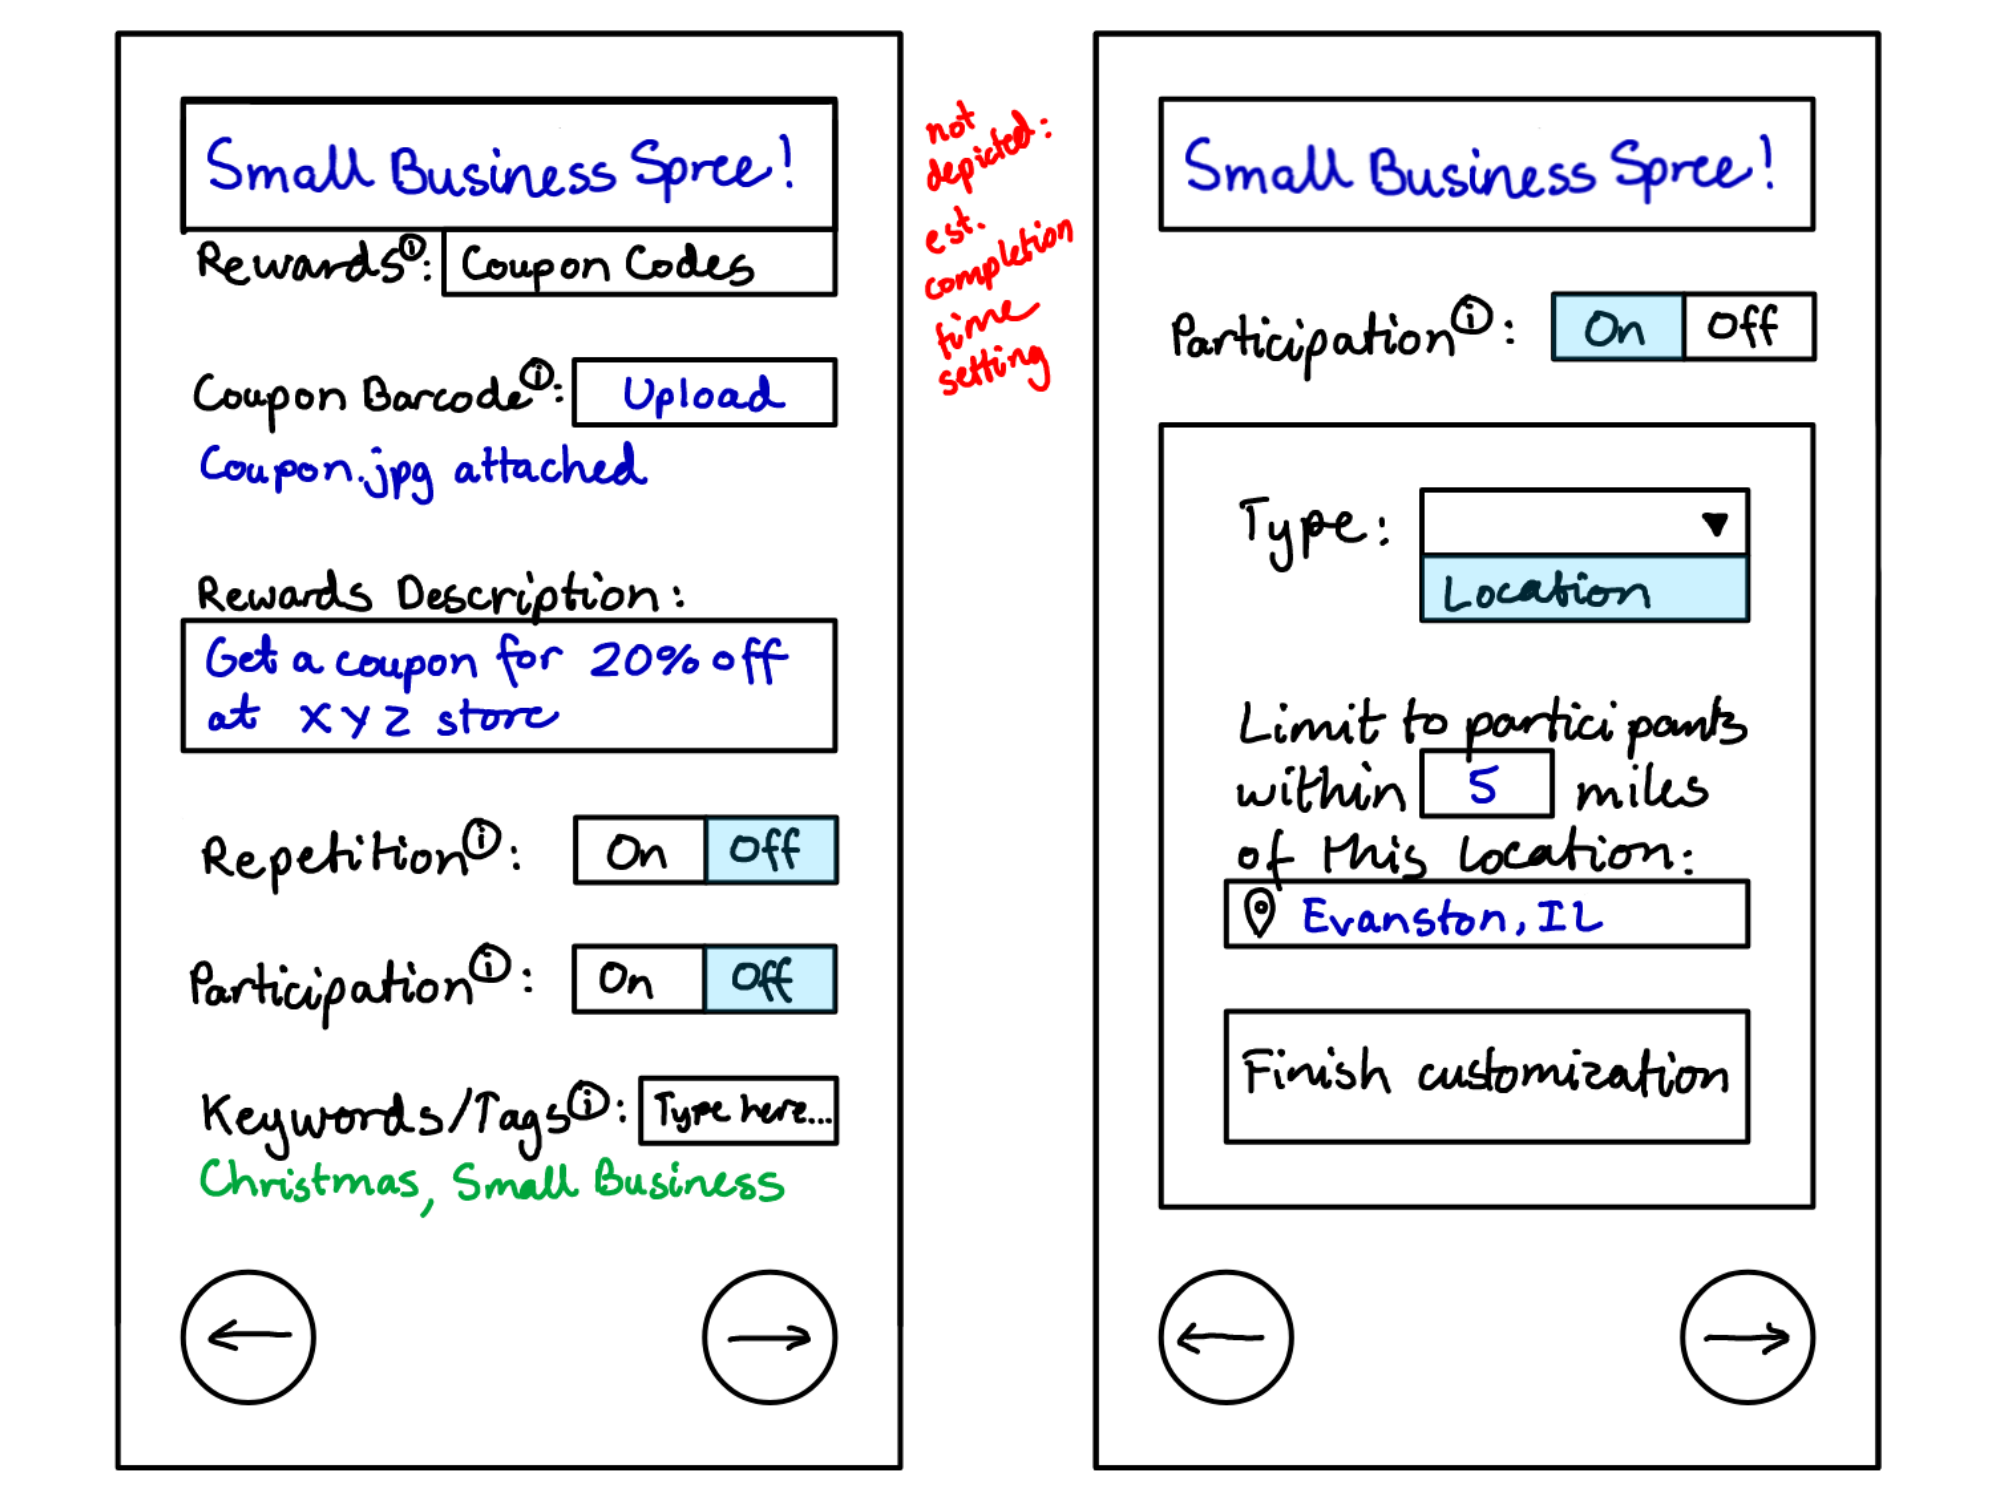 Small Business Spree!
Rewards ⓘ: Coupon Codes
Coupon Barcode ⓘ: Upload
Coupon.jpg attached
Rewards Description:
Get a coupon for 20% off
at XYZ store
Repetition ⓘ: On Off
Participation ⓘ: On Off
Keywords/Tags ⓘ: Type here...
Christmas, Small Business
←
→
not
depicted:
est.
completion
time
setting
Small Business Spree!
Participation ⓘ: On Off
Type: ▼
Location
Limit to participants
within 5 miles
of this location:
Evanston, IL
Finish customization
←
→